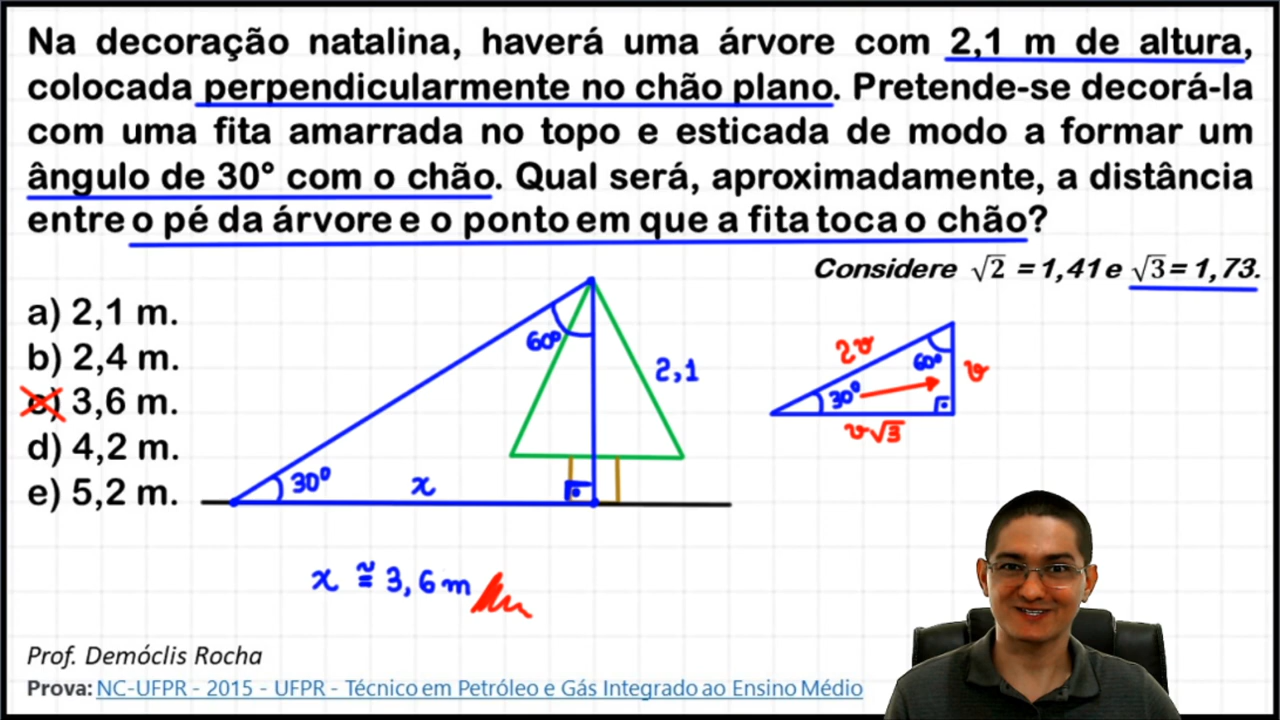 Na decoração natalina, haverá uma árvore com 2,1 m de altura,
colocada perpendicularmente no chão plano. Pretende-se decorá-la
com uma fita amarrada no topo e esticada de modo a formar um
ângulo de 30° com o chão. Qual será, aproximadamente, a distância
entre o pé da árvore e o ponto em que a fita toca o chão?
Considere √2 = 1,41 e √3 = 1,73.
a) 2,1 m.
b) 2,4 m.
c) 3,6 m.
d) 4,2 m.
e) 5,2 m.
60°
2,1
30°
x
2v
60°
v
30°
v√3
x ≅ 3,6 m
Prof. Demóclis Rocha
Prova: NC-UFPR - 2015 - UFPR - Técnico em Petróleo e Gás Integrado ao Ensino Médio